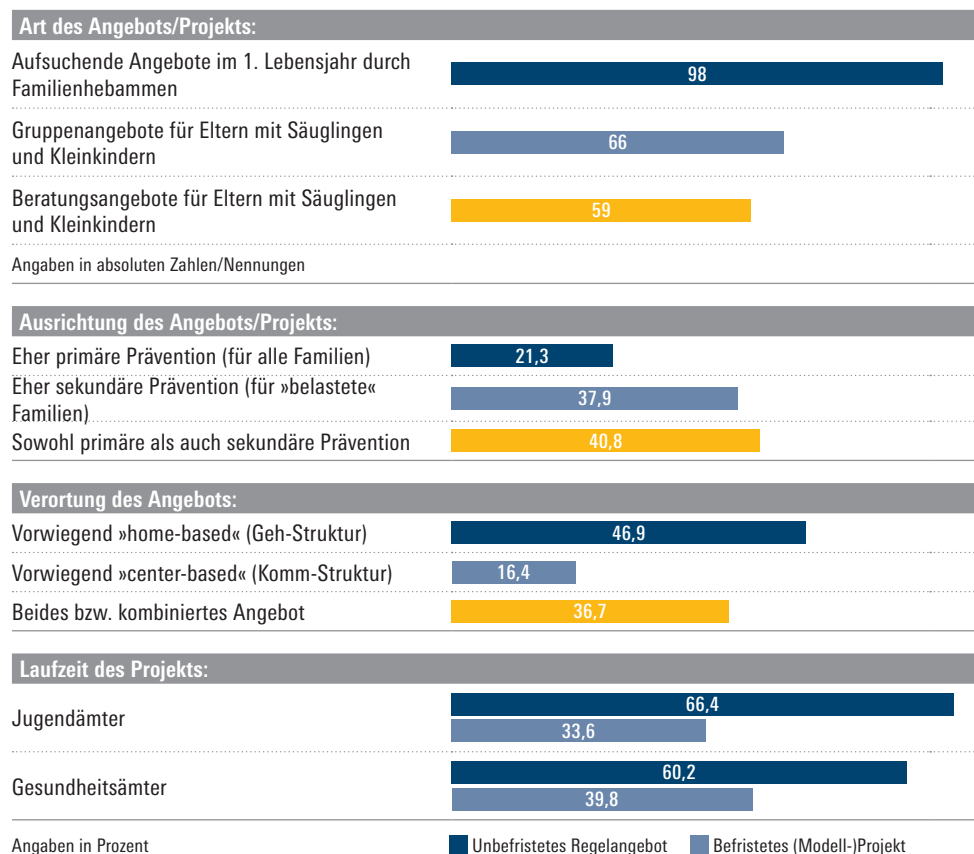 Art des Angebots/Projekts:
Aufsuchende Angebote im 1. Lebensjahr durch
Familienhebammen
98
Gruppenangebote für Eltern mit Säuglingen
und Kleinkindern
66
Beratungsangebote für Eltern mit Säuglingen
und Kleinkindern
59
Angaben in absoluten Zahlen/Nennungen
Ausrichtung des Angebots/Projekts:
Eher primäre Prävention (für alle Familien)
21,3
Eher sekundäre Prävention (für »belastete«
Familien)
37,9
Sowohl primäre als auch sekundäre Prävention
40,8
Verortung des Angebots:
Vorwiegend »home-based« (Geh-Struktur)
46,9
Vorwiegend »center-based« (Komm-Struktur)
16,4
Beides bzw. kombiniertes Angebot
36,7
Laufzeit des Projekts:
Jugendämter
66,4
33,6
Gesundheitsämter
60,2
39,8
Angaben in Prozent
Unbefristetes Regelangebot
Befristetes (Modell-)Projekt